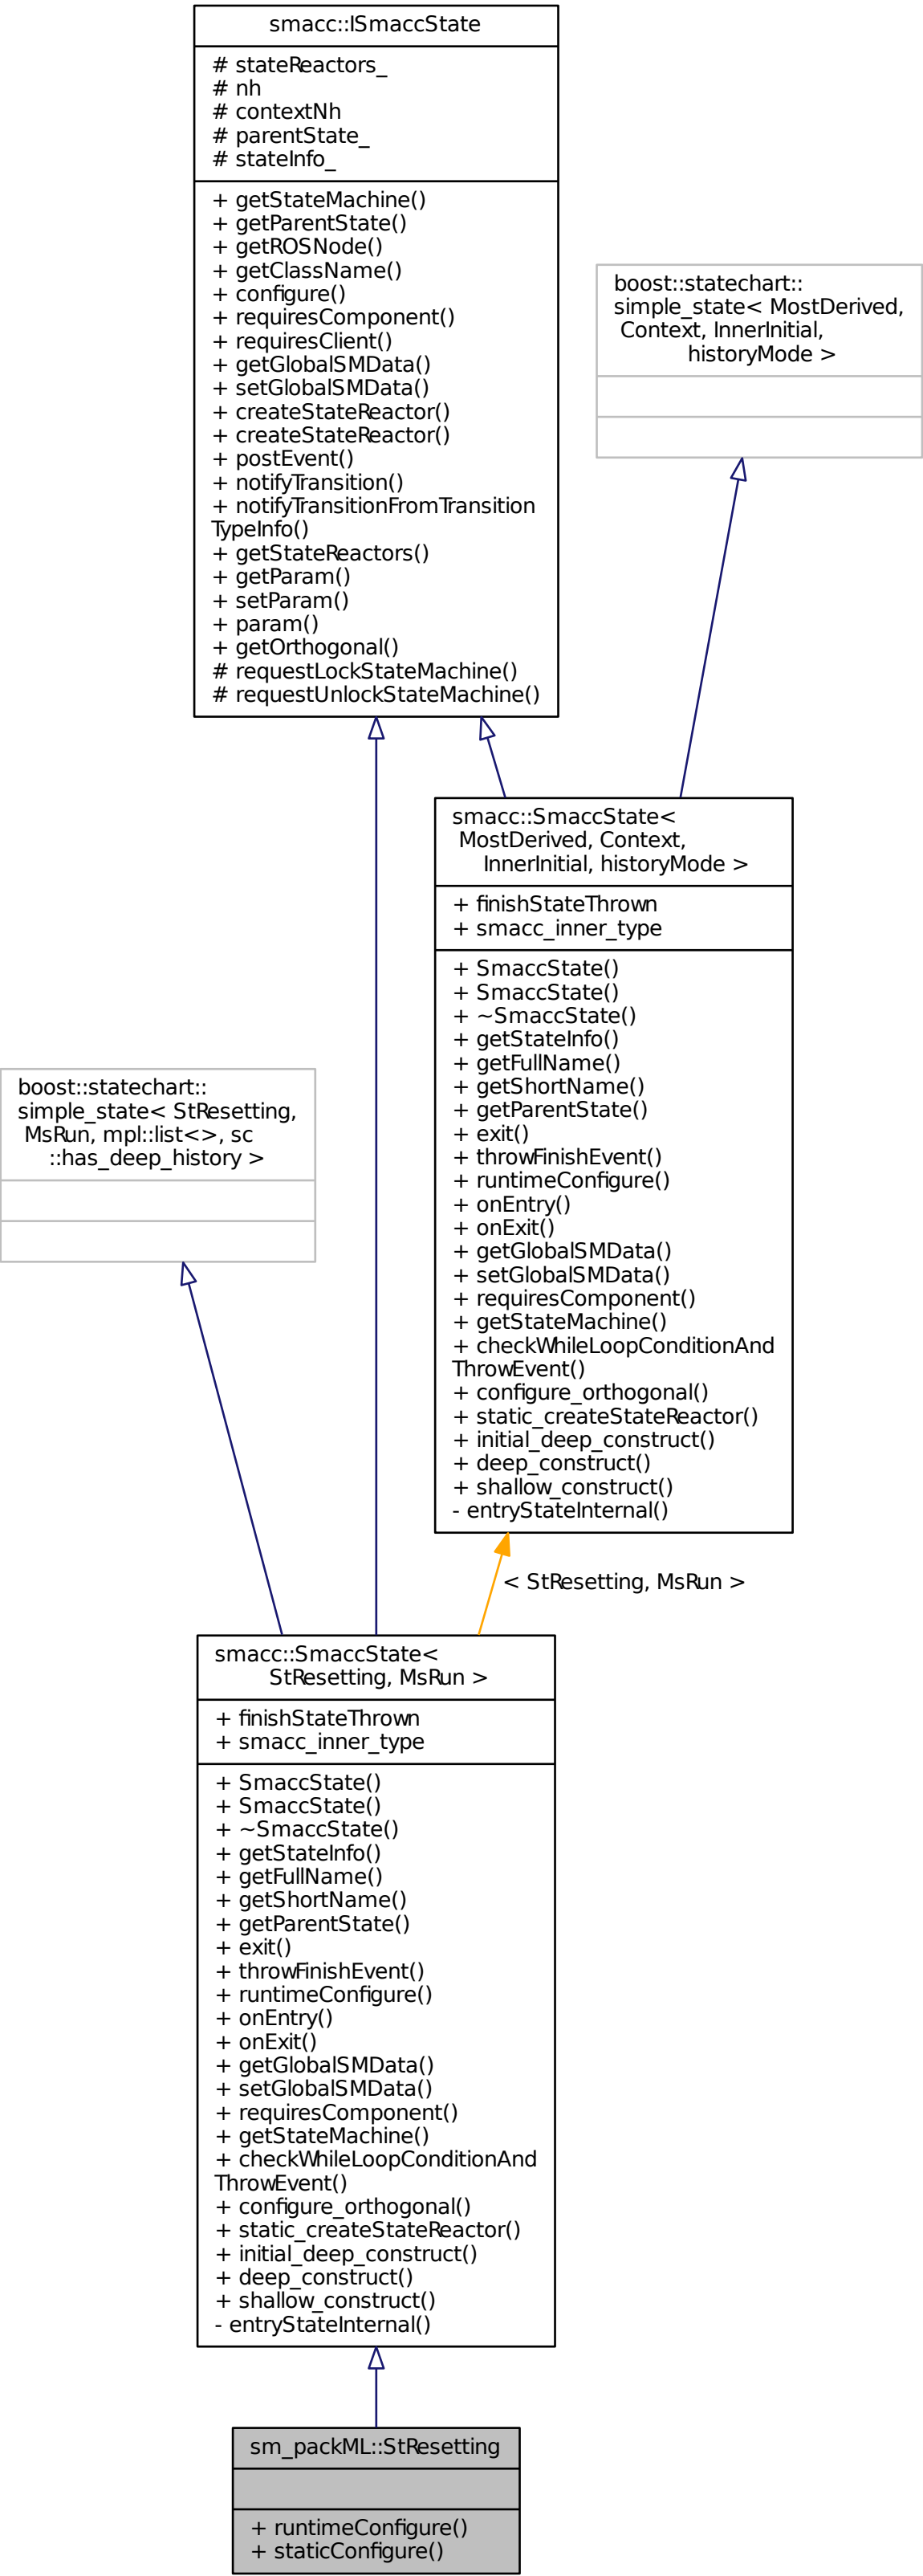 smacc::ISmaccState
# stateReactors_
# nh
# contextNh
# parentState_
# stateInfo_
+ getStateMachine()
+ getParentState()
+ getROSNode()
+ getClassName()
+ configure()
+ requiresComponent()
+ requiresClient()
+ getGlobalSMData()
+ setGlobalSMData()
+ createStateReactor()
+ createStateReactor()
+ postEvent()
+ notifyTransition()
+ notifyTransitionFromTransition
TypeInfo()
+ getStateReactors()
+ getParam()
+ setParam()
+ param()
+ getOrthogonal()
# requestLockStateMachine()
# requestUnlockStateMachine()
boost::statechart::
simple_state< MostDerived,
Context, InnerInitial,
historyMode >
smacc::SmaccState<
MostDerived, Context,
InnerInitial, historyMode >
+ finishStateThrown
+ smacc_inner_type
+ SmaccState()
+ SmaccState()
+ ~SmaccState()
+ getStateInfo()
+ getFullName()
+ getShortName()
+ getParentState()
+ exit()
+ throwFinishEvent()
+ runtimeConfigure()
+ onEntry()
+ onExit()
+ getGlobalSMData()
+ setGlobalSMData()
+ requiresComponent()
+ getStateMachine()
+ checkWhileLoopConditionAnd
ThrowEvent()
+ configure_orthogonal()
+ static_createStateReactor()
+ initial_deep_construct()
+ deep_construct()
+ shallow_construct()
- entryStateInternal()
boost::statechart::
simple_state< StResetting,
MsRun, mpl::list<>, sc
::has_deep_history >
< StResetting, MsRun >
smacc::SmaccState<
StResetting, MsRun >
+ finishStateThrown
+ smacc_inner_type
+ SmaccState()
+ SmaccState()
+ ~SmaccState()
+ getStateInfo()
+ getFullName()
+ getShortName()
+ getParentState()
+ exit()
+ throwFinishEvent()
+ runtimeConfigure()
+ onEntry()
+ onExit()
+ getGlobalSMData()
+ setGlobalSMData()
+ requiresComponent()
+ getStateMachine()
+ checkWhileLoopConditionAnd
ThrowEvent()
+ configure_orthogonal()
+ static_createStateReactor()
+ initial_deep_construct()
+ deep_construct()
+ shallow_construct()
- entryStateInternal()
sm_packML::StResetting
+ runtimeConfigure()
+ staticConfigure()